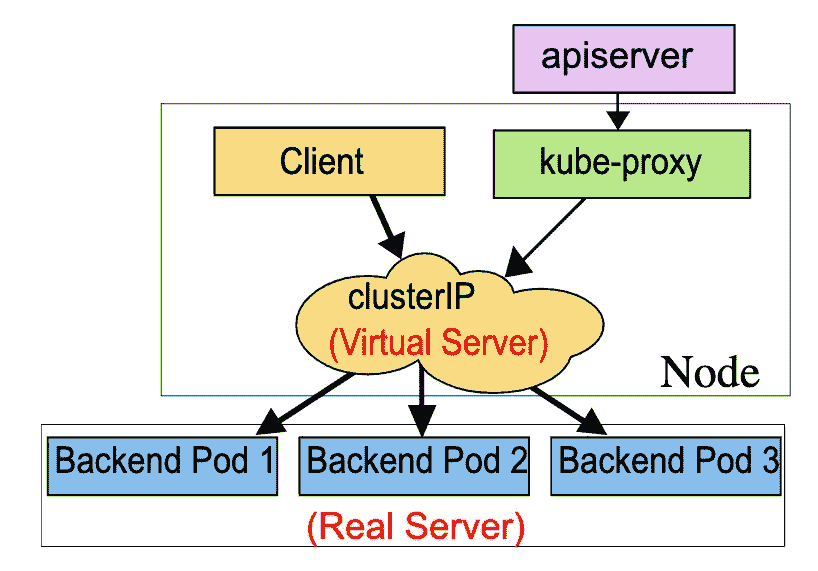 apiserver
Client
kube-proxy
clusterIP
(Virtual Server)
Node
Backend Pod 1
Backend Pod 2
Backend Pod 3
(Real Server)